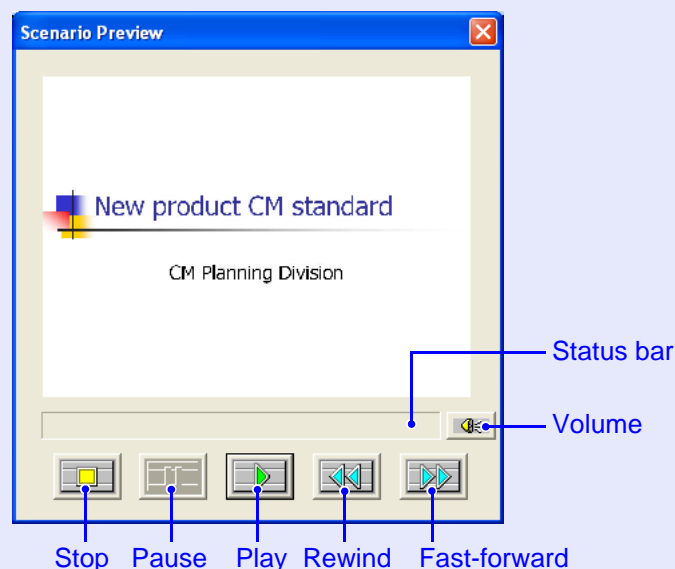 Scenario Preview
New product CM standard
CM Planning Division
Status bar
Volume
Stop Pause Play Rewind Fast-forward